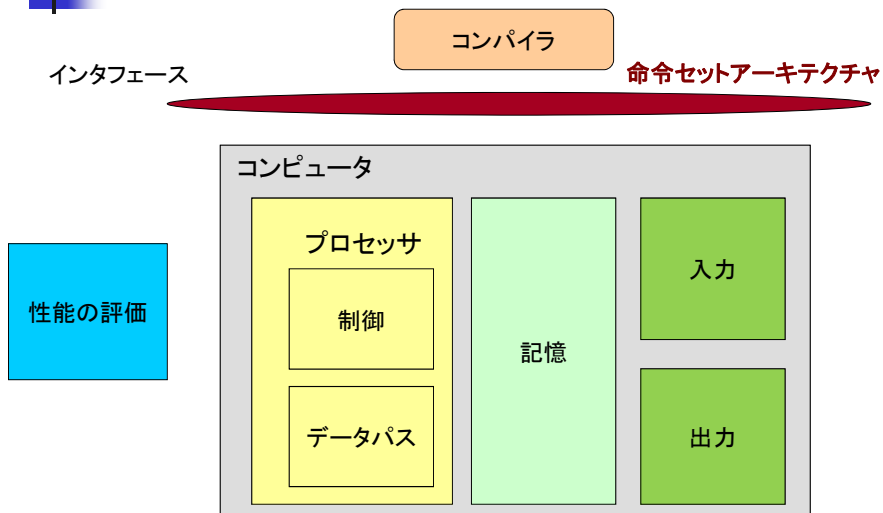 コンパイラ
インタフェース
命令セットアーキテクチャ
コンピュータ
プロセッサ
制御
データパス
記憶
入力
出力
性能の評価